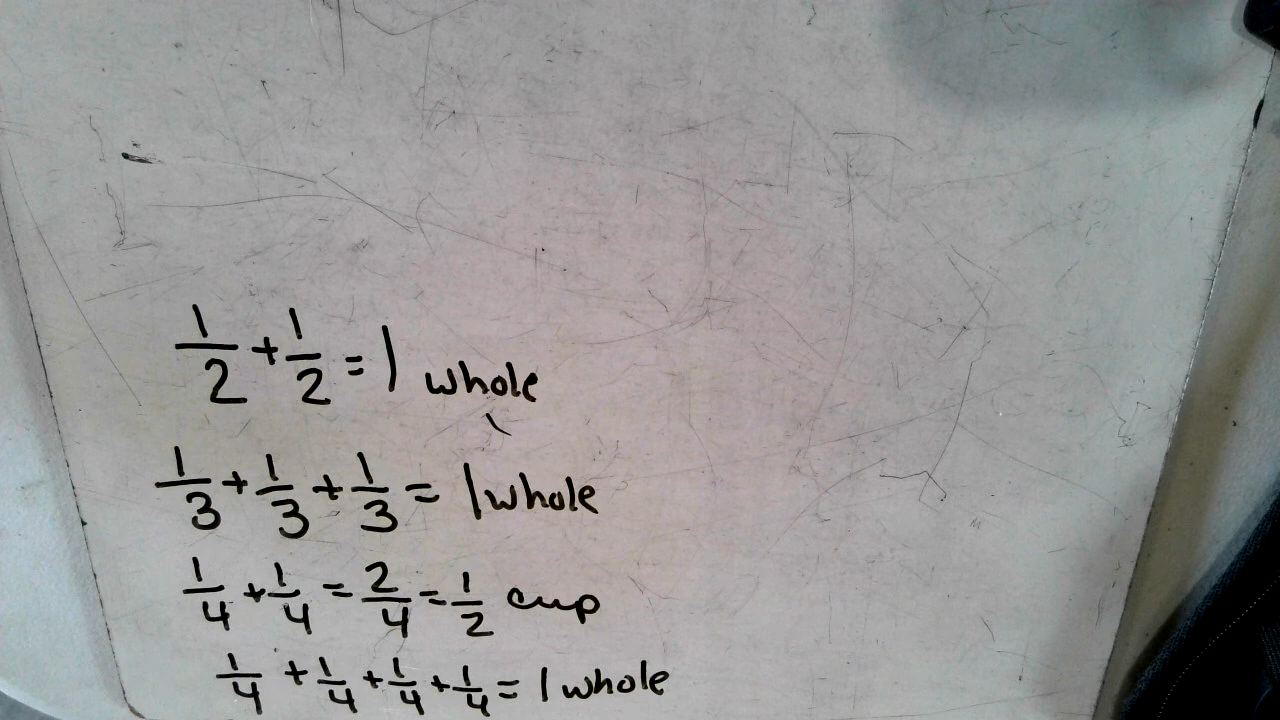 1/2 + 1/2 = 1 whole
1/3 + 1/3 + 1/3 = 1 whole
1/4 + 1/4 = 2/4 = 1/2 cup
1/4 + 1/4 + 1/4 + 1/4 = 1 whole